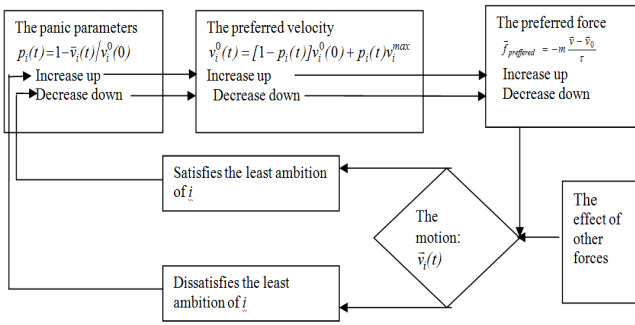 The panic parameters
p_i(t)=1-v̄_i(t)/v_i^0(0)
Increase up
Decrease down
The preferred velocity
v_i^0(t)=[1-p_i(t)]v_i^0(0)+p_i(t)v_i^max
Increase up
Decrease down
The preferred force
f̄_preffered = -m (v̄ - v̄_0)/τ
Increase up
Decrease down
Satisfies the least ambition
of i
The
motion:
v̄_i(t)
The
effect of
other
forces
Dissatisfies the least
ambition of i